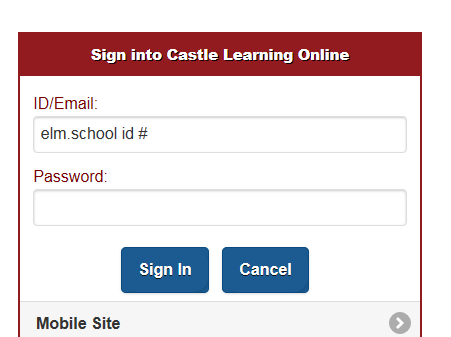 Sign into Castle Learning Online
ID/Email:
elm.school id #
Password:
Sign In Cancel
Mobile Site